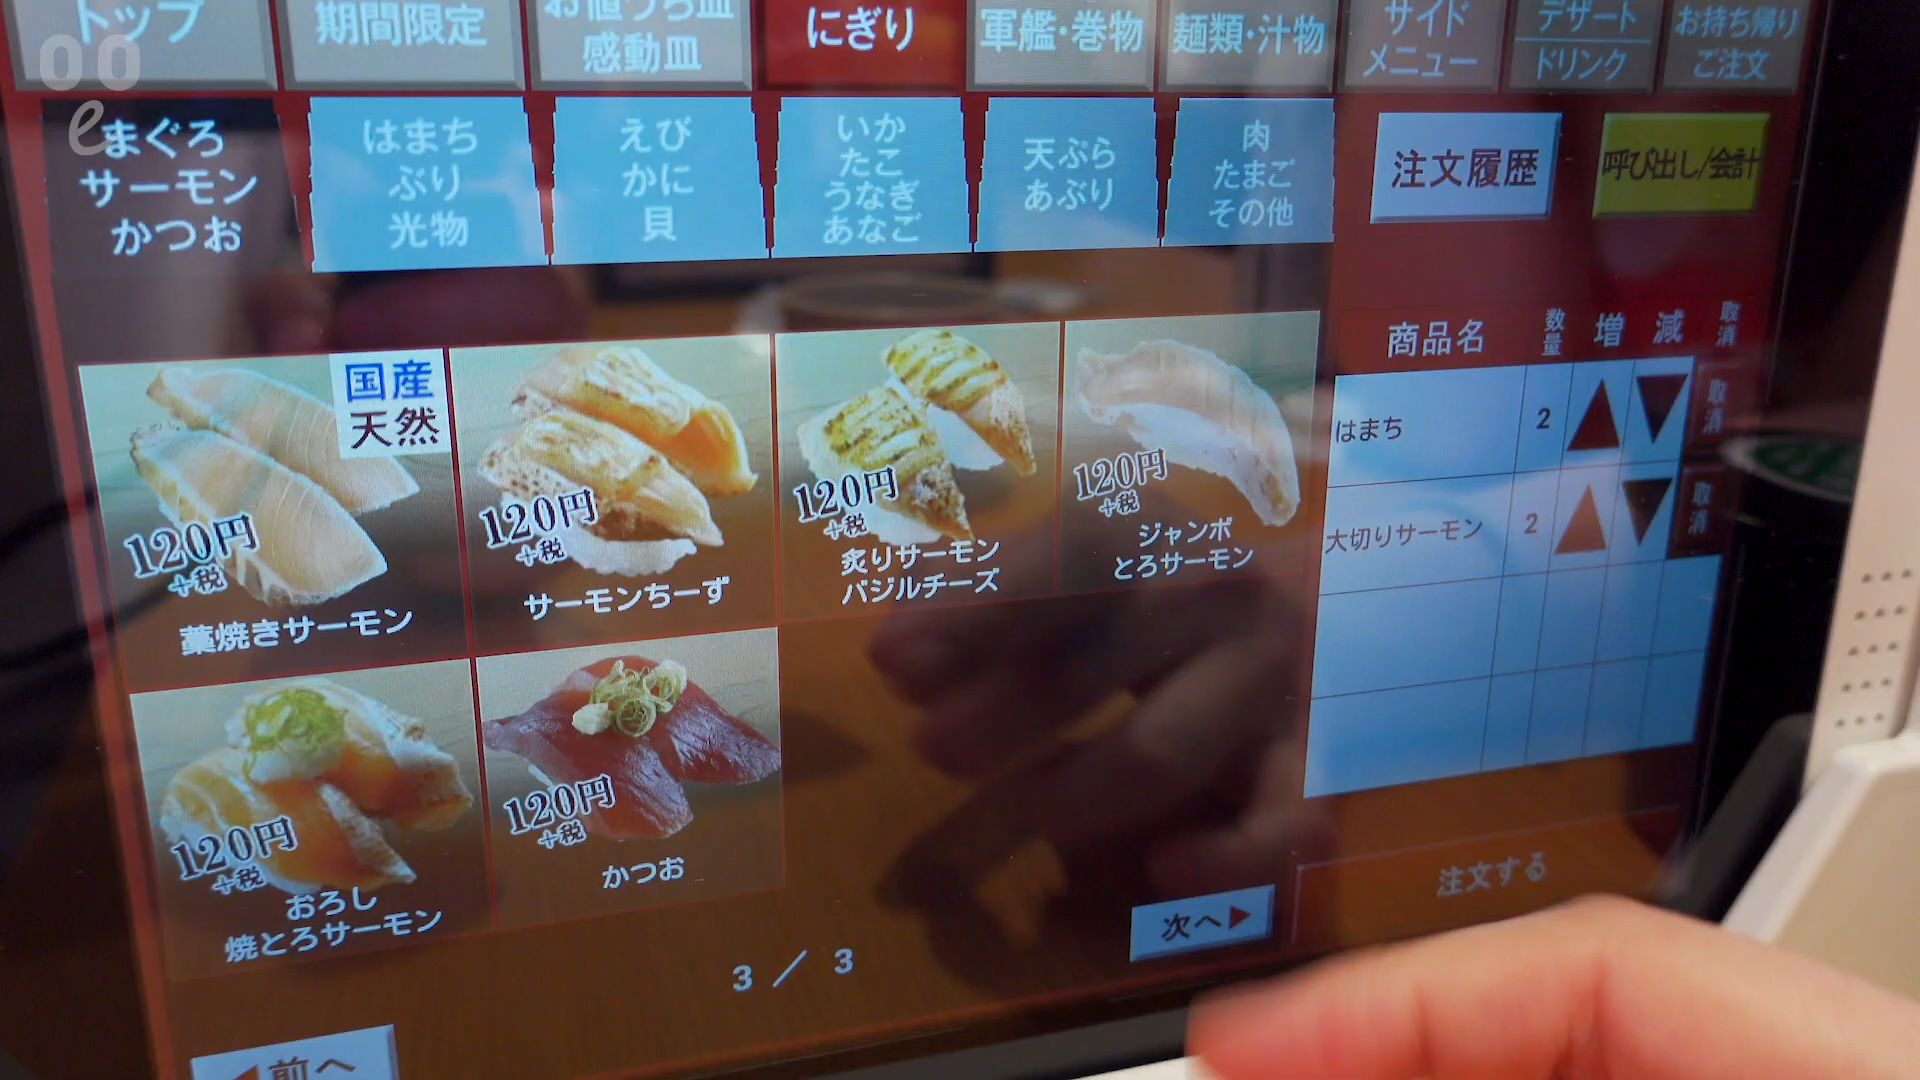 トップ
期間限定
お値うち皿
感動皿
にぎり
軍艦・巻物
麺類・汁物
サイド
メニュー
デザート
ドリンク
お持ち帰り
ご注文
ooe
まぐろ
サーモン
かつお
はまち
ぶり
光物
えび
かに
貝
いか
たこ
うなぎ
あなご
天ぷら
あぶり
肉
たまご
その他
注文履歴
呼び出し/会計
商品名
数量
増
減
取消
はまち
2
取消
大切りサーモン
2
取消
国産
天然
120円
+税
藁焼きサーモン
120円
+税
サーモンちーず
120円
+税
炙りサーモン
バジルチーズ
120円
+税
ジャンボ
とろサーモン
120円
+税
おろし
焼とろサーモン
120円
+税
かつお
注文する
次へ▶
3 / 3
◀前へ